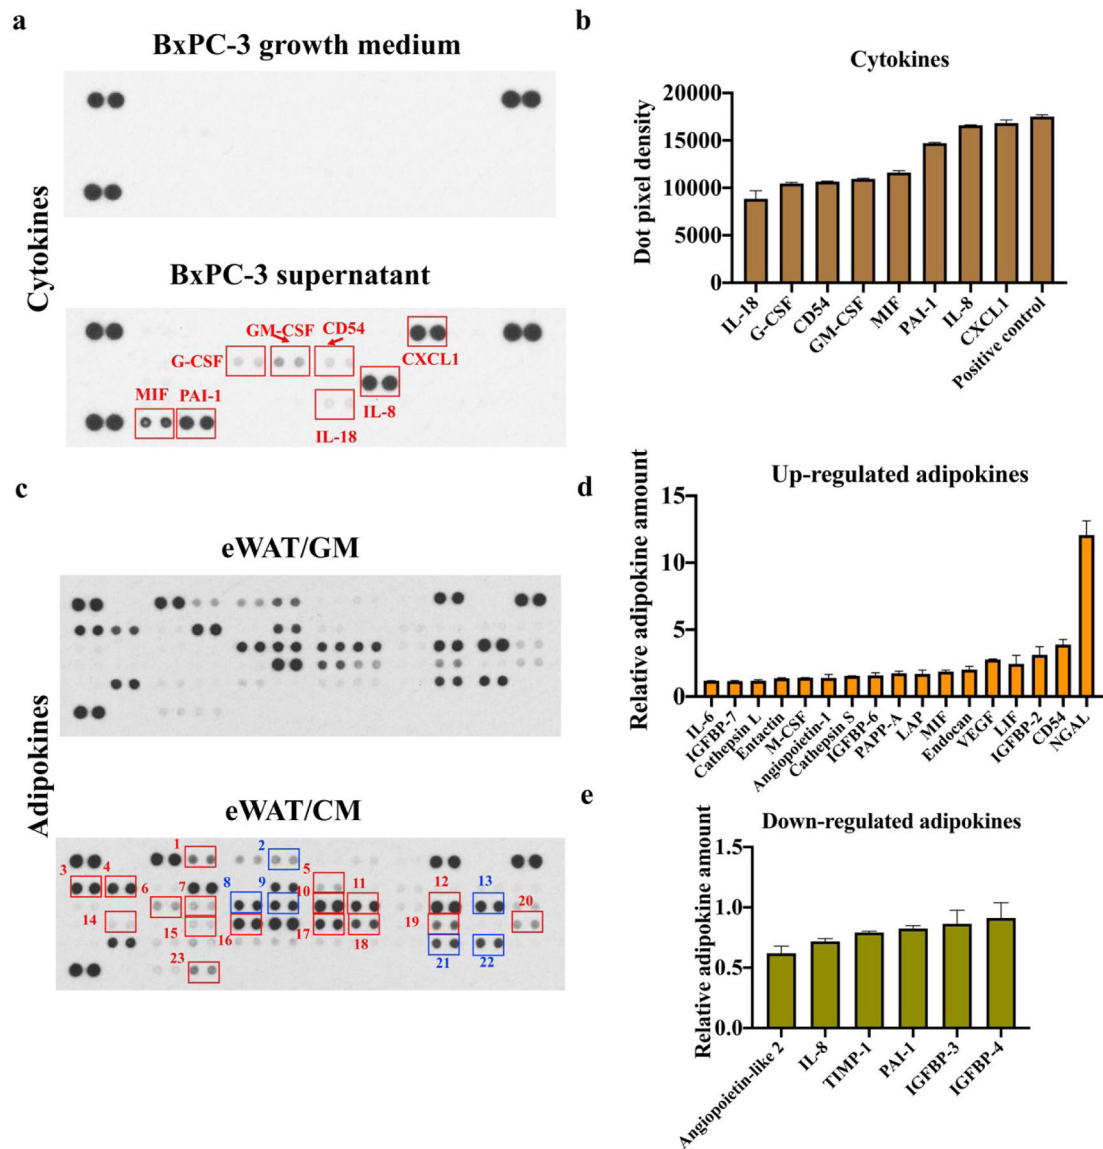 a
BxPC-3 growth medium
Cytokines
BxPC-3 supernatant
GM-CSF
CD54
G-CSF
CXCL1
MIF
PAI-1
IL-8
IL-18
b
Cytokines
Dot pixel density
20000
15000
10000
5000
0
IL-18
G-CSF
CD54
GM-CSF
MIF
PAI-1
IL-8
CXCL1
Positive control
c
eWAT/GM
Adipokines
eWAT/CM
1
2
3
4
5
6
7
8
9
10
11
12
13
14
15
16
17
18
19
20
21
22
23
d
Up-regulated adipokines
Relative adipokine amount
15
10
5
0
IL-6
IGFBP-7
Cathepsin L
Entactin
M-CSF
Angiopoietin-1
Cathepsin S
IGFBP-6
PAPP-A
LAP
MIF
Endocan
VEGF
LIF
IGFBP-2
CD54
NGAL
e
Down-regulated adipokines
Relative adipokine amount
1.5
1.0
0.5
0.0
Angiopoietin-like 2
IL-8
TIMP-1
PAI-1
IGFBP-3
IGFBP-4